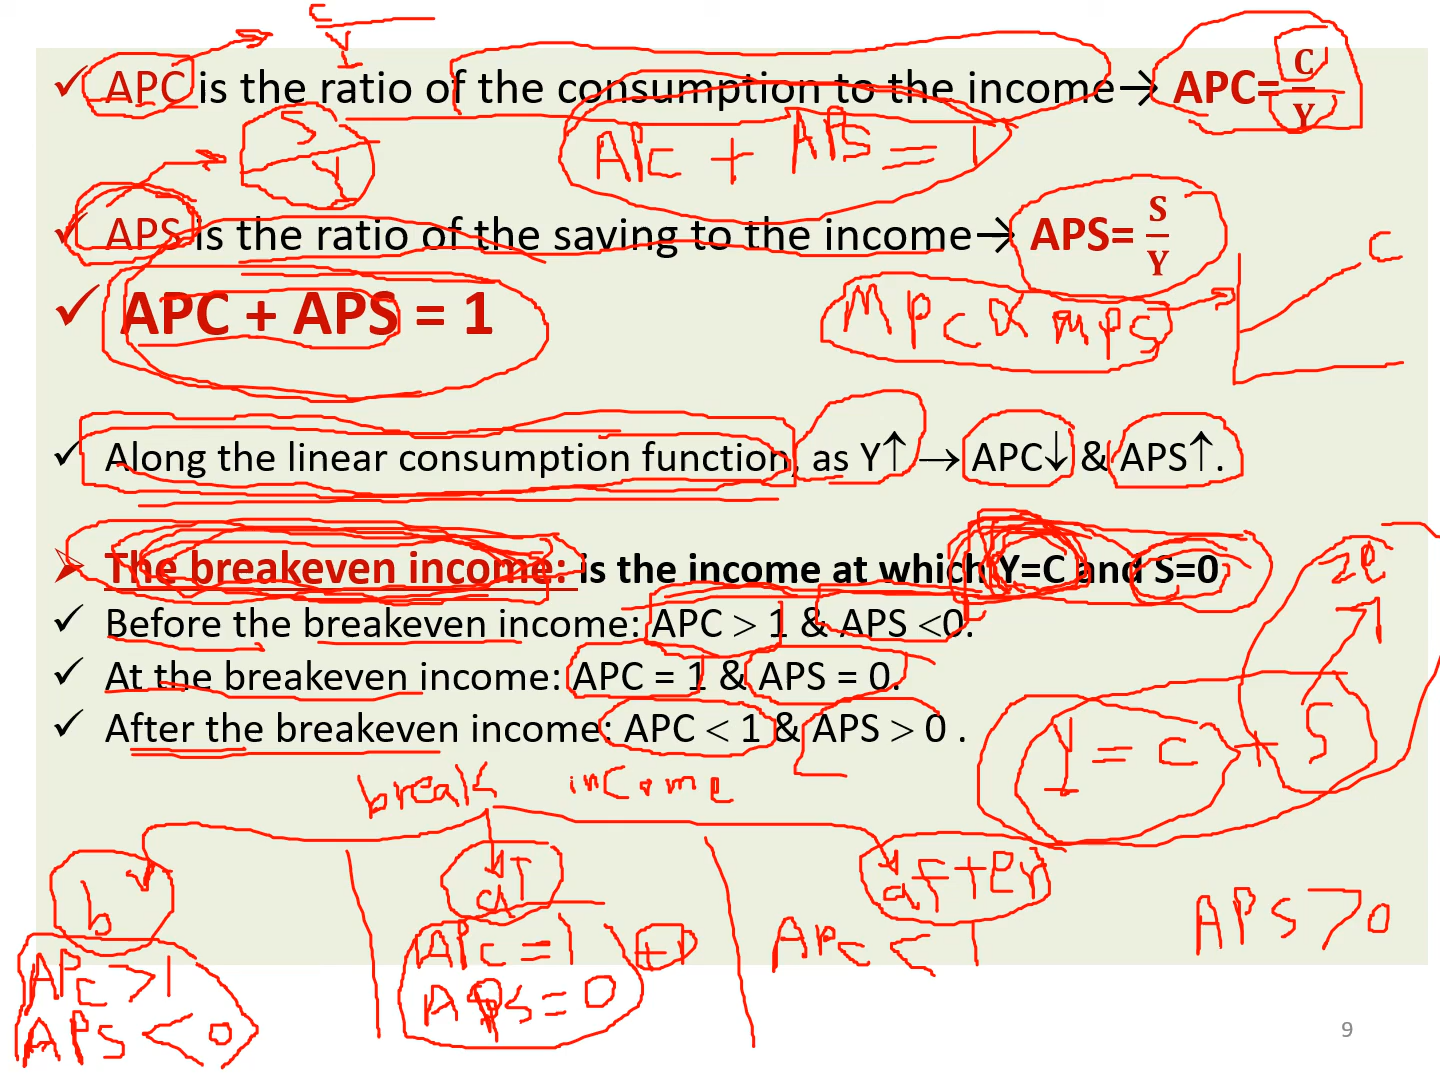 C
Y
✓ APC is the ratio of the consumption to the income→ APC= C/Y
S
Y
APC + APS = 1
✓ APS is the ratio of the saving to the income→ APS= S/Y
C
✓ APC + APS = 1
MPC & MPS
✓ Along the linear consumption function, as Y↑ → APC↓ & APS↑.
➢ The breakeven income: is the income at which Y=C and S=0
✓ Before the breakeven income: APC > 1 & APS <0.
✓ At the breakeven income: APC = 1 & APS = 0.
✓ After the breakeven income: APC < 1 & APS > 0 .
Y = C + S
break income
b
aT
aFter
APC >1
APS <0
APC = 1
APS = 0
APC < 1
APS >0
9